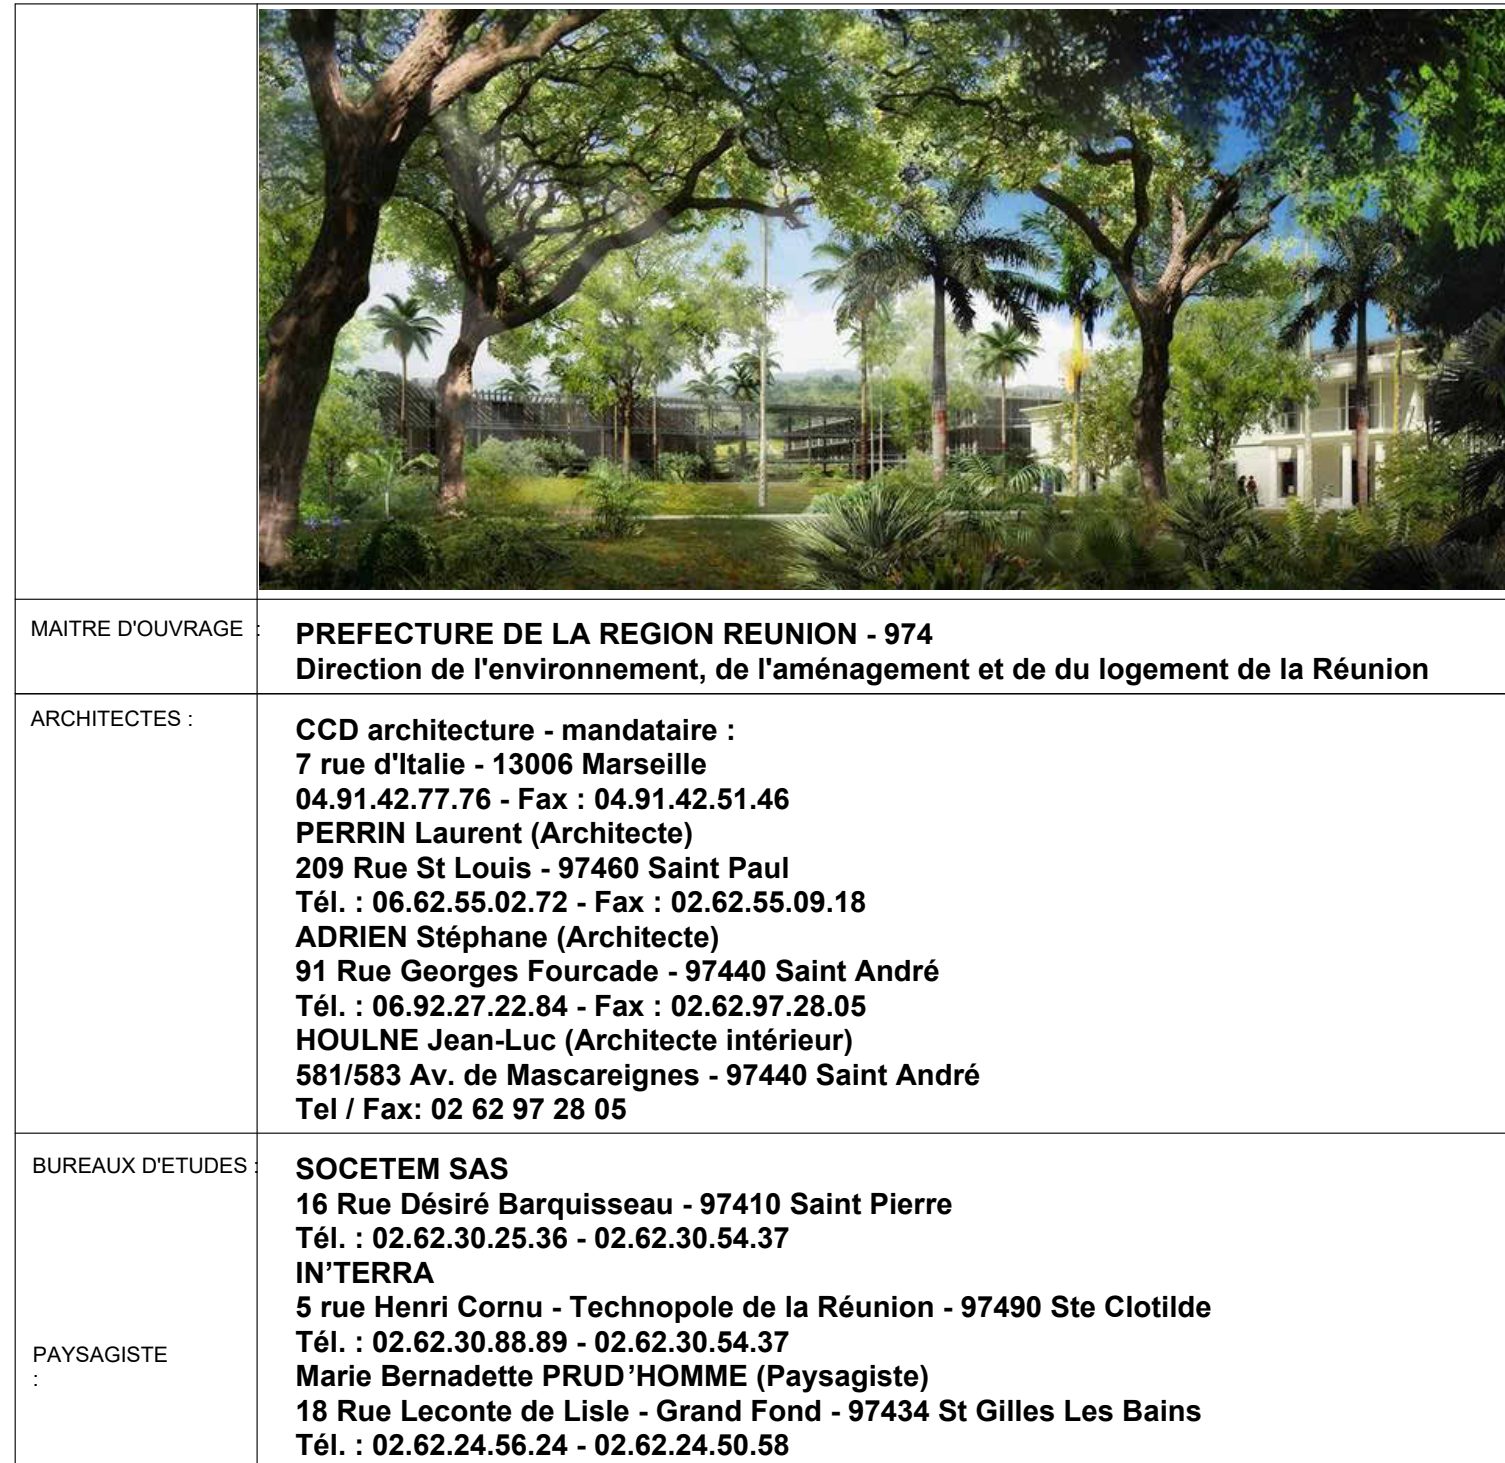 MAITRE D'OUVRAGE :
PREFECTURE DE LA REGION REUNION - 974
Direction de l'environnement, de l'aménagement et de du logement de la Réunion
ARCHITECTES :
CCD architecture - mandataire :
7 rue d'Italie - 13006 Marseille
04.91.42.77.76 - Fax : 04.91.42.51.46
PERRIN Laurent (Architecte)
209 Rue St Louis - 97460 Saint Paul
Tél. : 06.62.55.02.72 - Fax : 02.62.55.09.18
ADRIEN Stéphane (Architecte)
91 Rue Georges Fourcade - 97440 Saint André
Tél. : 06.92.27.22.84 - Fax : 02.62.97.28.05
HOULNE Jean-Luc (Architecte intérieur)
581/583 Av. de Mascareignes - 97440 Saint André
Tel / Fax: 02 62 97 28 05
BUREAUX D'ETUDES :
SOCETEM SAS
16 Rue Désiré Barquisseau - 97410 Saint Pierre
Tél. : 02.62.30.25.36 - 02.62.30.54.37
IN’TERRA
5 rue Henri Cornu - Technopole de la Réunion - 97490 Ste Clotilde
Tél. : 02.62.30.88.89 - 02.62.30.54.37
PAYSAGISTE
:
Marie Bernadette PRUD’HOMME (Paysagiste)
18 Rue Leconte de Lisle - Grand Fond - 97434 St Gilles Les Bains
Tél. : 02.62.24.56.24 - 02.62.24.50.58